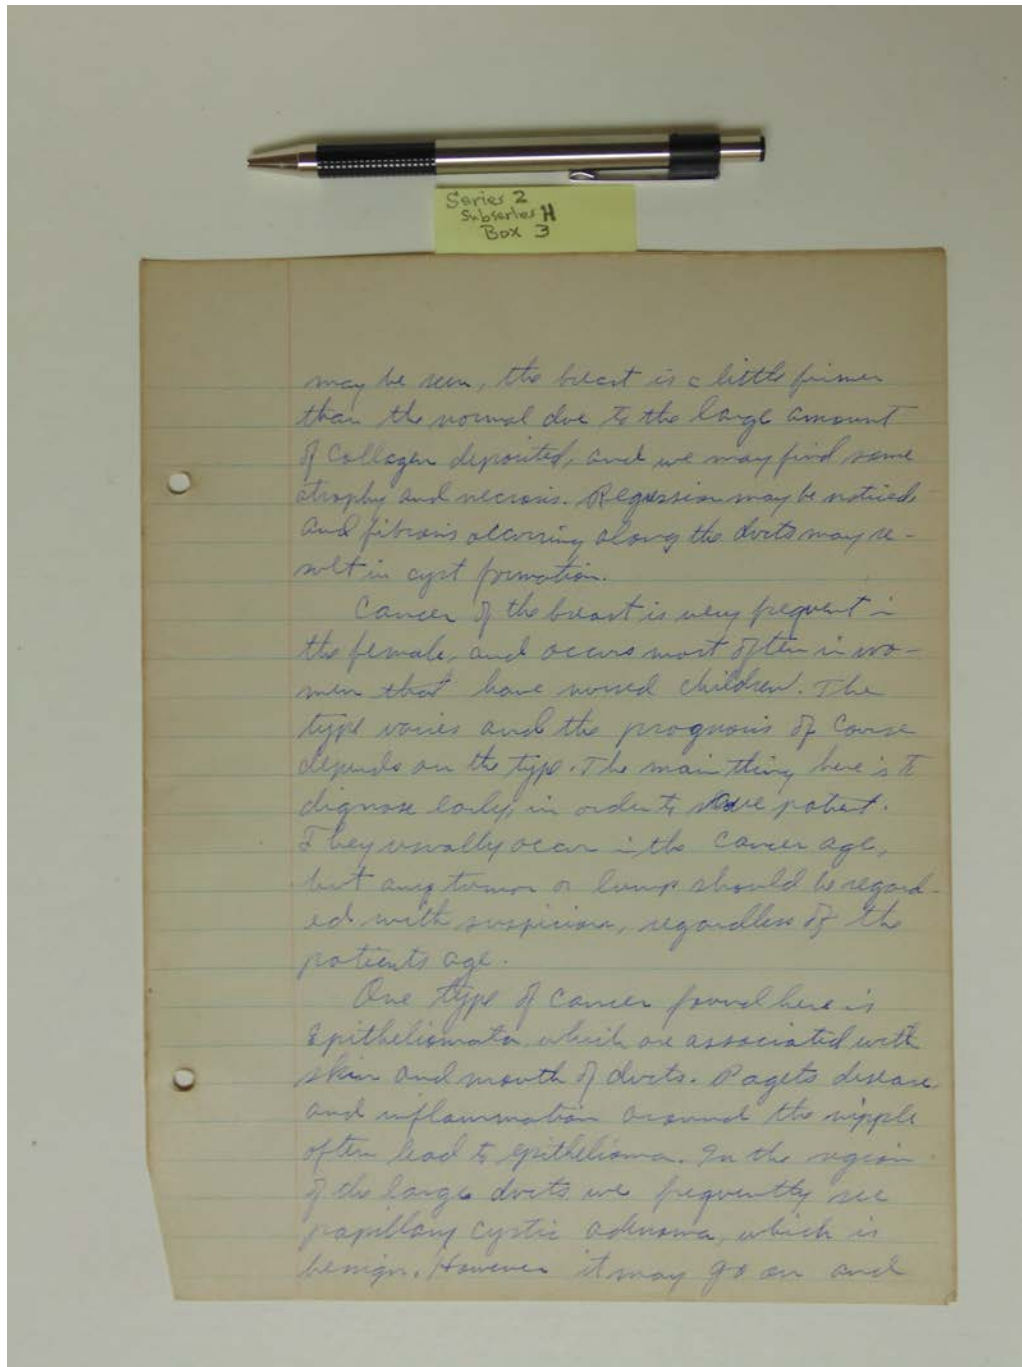 Series 2
Subseries H
Box 3
may be seen, the breast is a little firmer
than the normal due to the large amount
of Collagen deposited, and we may find some
atrophy and necrosis. Regression may be noticed
and fibrosis occurring along the ducts may re-
sult in cyst formation.
Cancer of the breast is very frequent in
the female, and occurs most often in wo-
men that have nursed children. The
type varies and the prognosis of course
depends on the type. The main thing here is to
dignose early, in order to save patient.
They usually occur in the cancer age,
but any tumor or lump should be regard-
ed with suspicion, regardless of the
patients age.
One type of cancer found here is
Epitheliomata which are associated with
skin and mouth of ducts. Pagets disease
and inflammation around the nipple
often lead to epithelioma. In the region
of the large ducts we frequently see
papillary cystic adenoma, which is
benign. However it may go on and